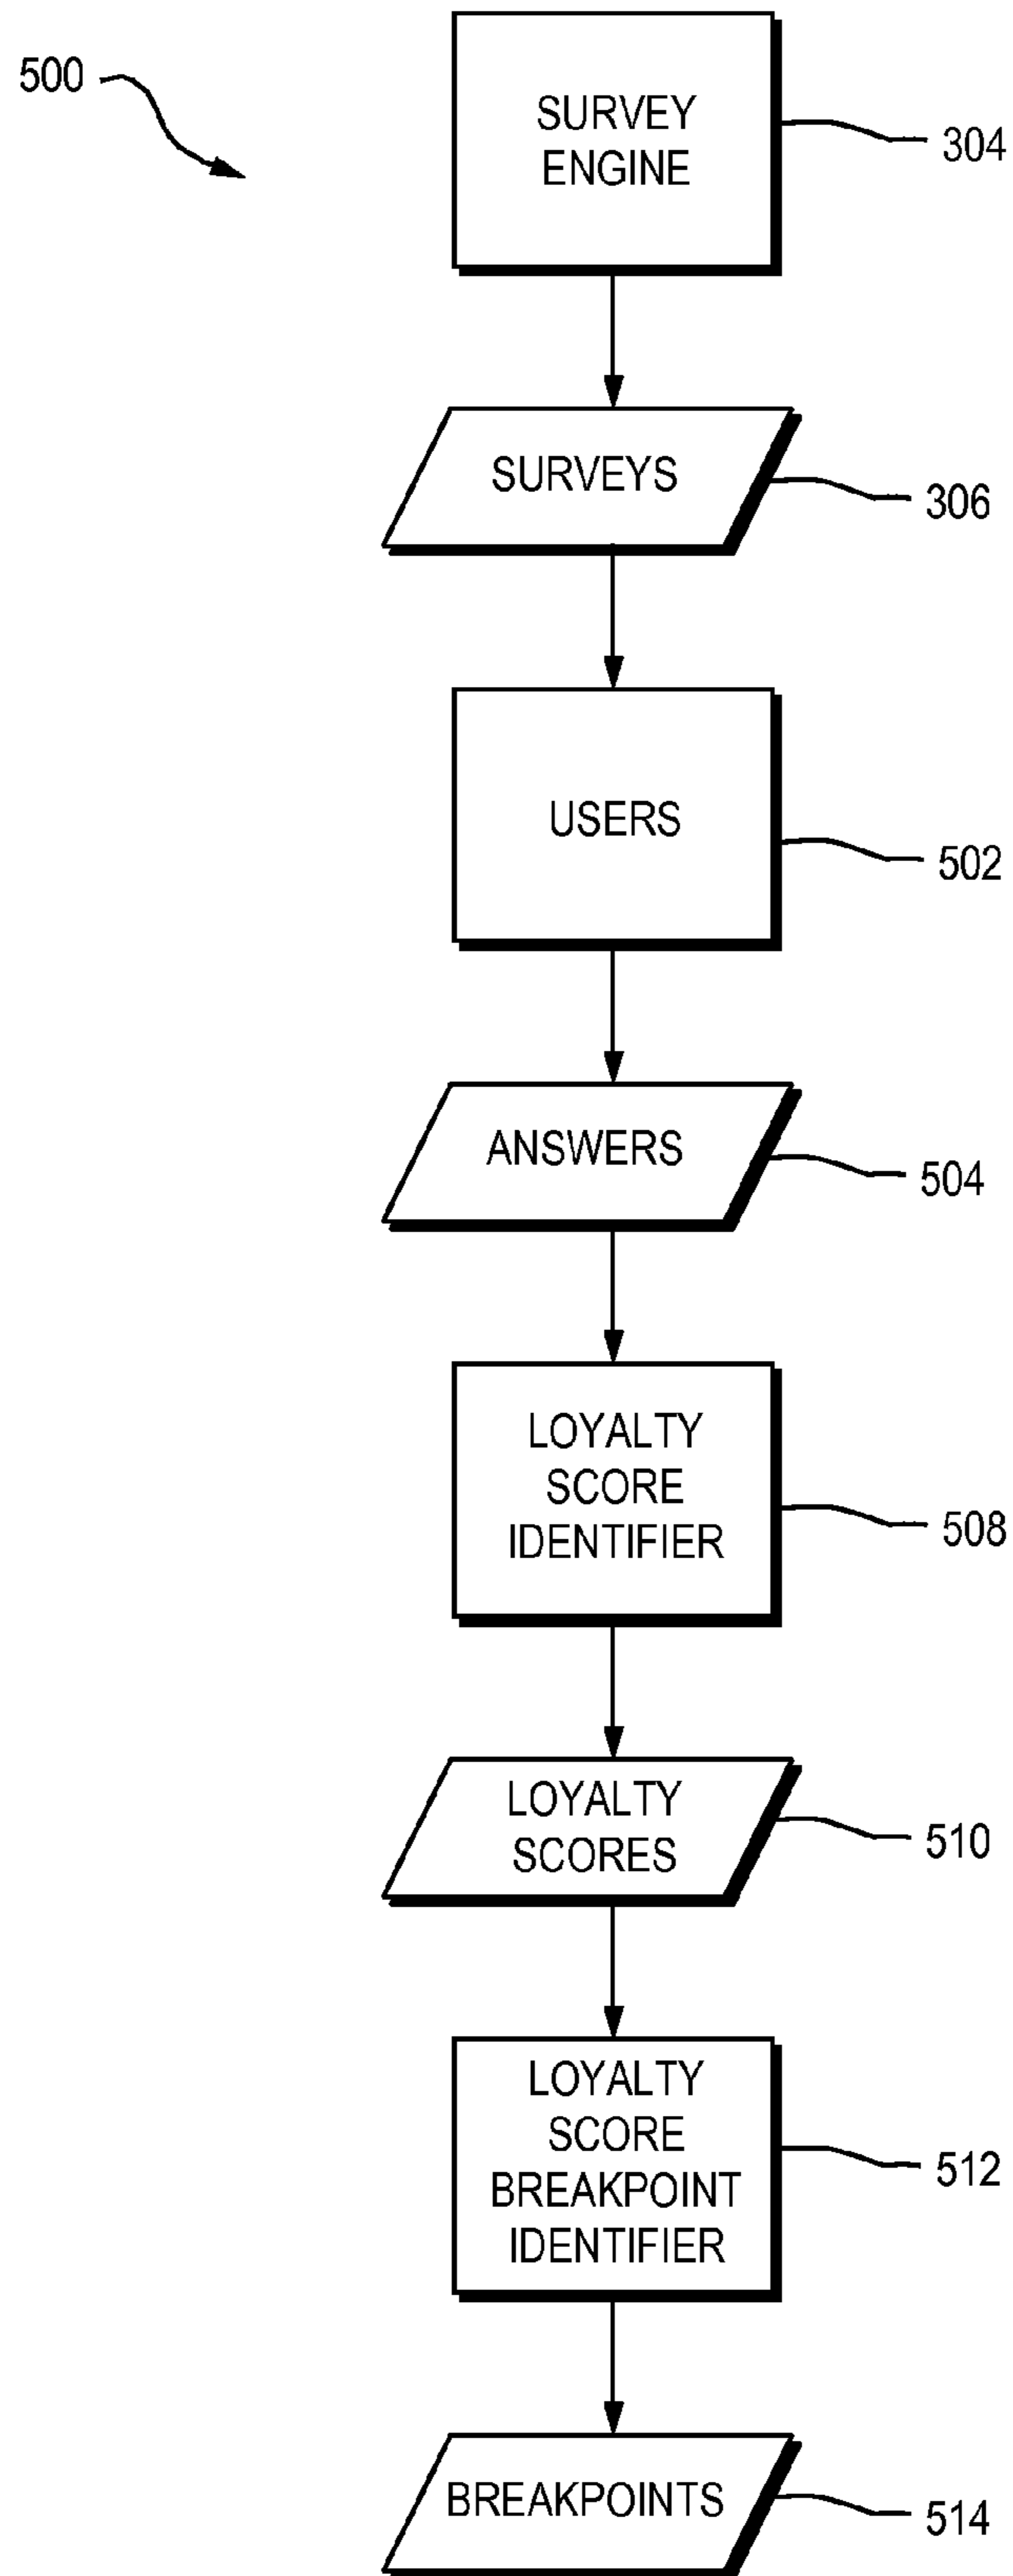 500
SURVEY
ENGINE
304
SURVEYS
306
USERS
502
ANSWERS
504
LOYALTY
SCORE
IDENTIFIER
508
LOYALTY
SCORES
510
LOYALTY
SCORE
BREAKPOINT
IDENTIFIER
512
BREAKPOINTS
514